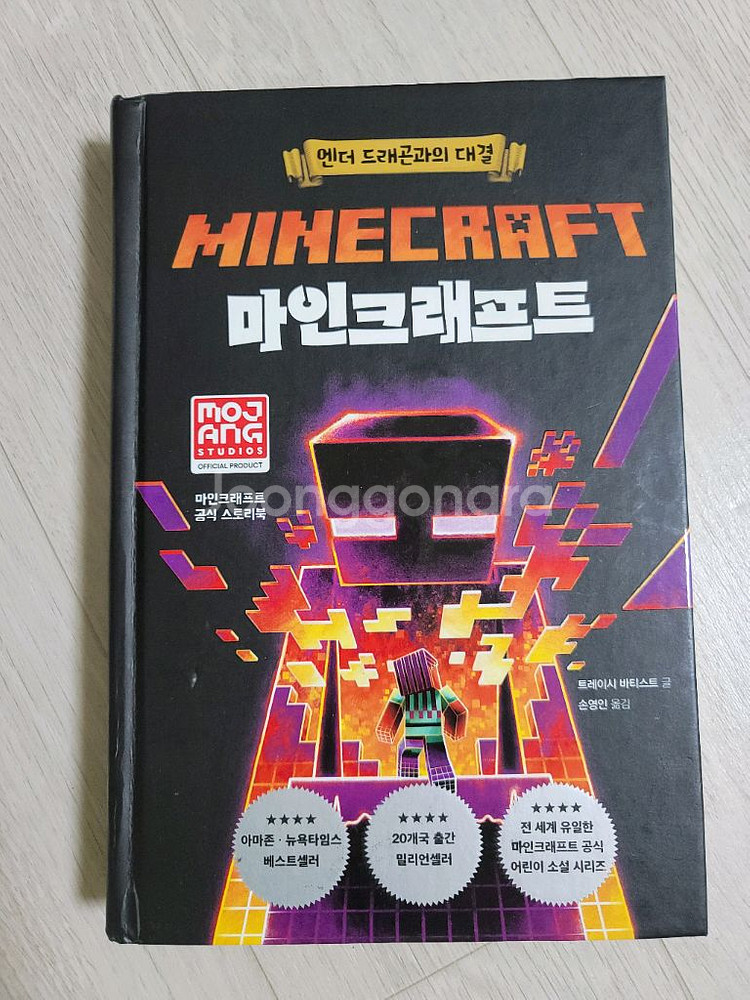 엔더 드래곤과의 대결
MINECRAFT
마인크래프트
MOJ
ANG
STUDIOS
OFFICIAL PRODUCT
마인크래프트
공식 스토리북
joonggonara
트레이시 바티스트 글
손영인 옮김
★★★★
아마존 · 뉴욕타임스
베스트셀러
★★★★
20개국 출간
밀리언셀러
★★★★
전 세계 유일한
마인크래프트 공식
어린이 소설 시리즈